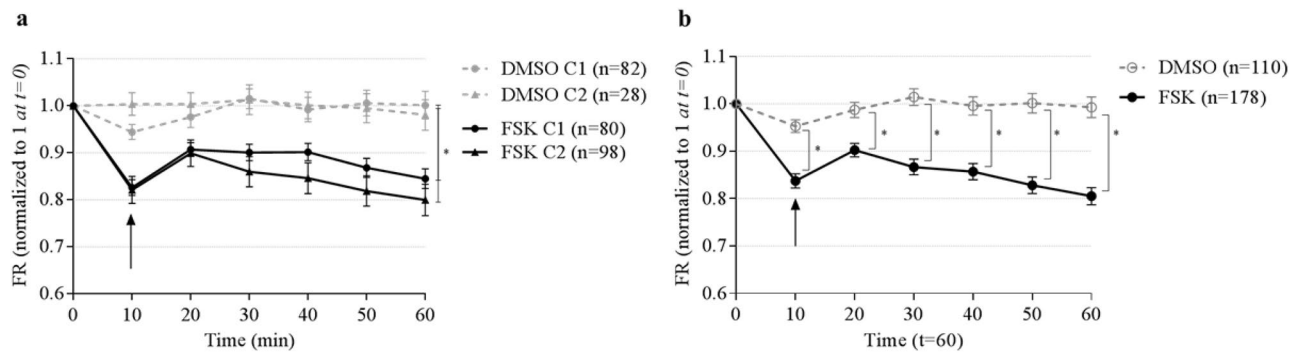 a
FR (normalized to 1 at t=0)
1.1
1.0
0.9
0.8
0.7
0.6
0 10 20 30 40 50 60
Time (min)
*
DMSO C1 (n=82)
DMSO C2 (n=28)
FSK C1 (n=80)
FSK C2 (n=98)
b
FR (normalized to 1 at t=0)
1.1
1.0
0.9
0.8
0.7
0.6
0 10 20 30 40 50 60
Time (t=60)
* * * * * *
DMSO (n=110)
FSK (n=178)